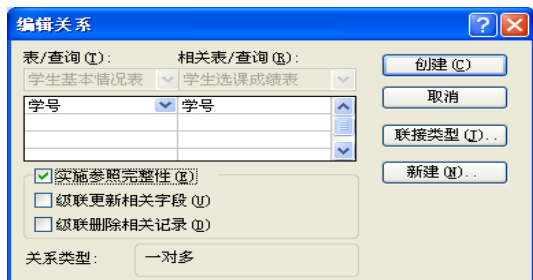 编辑关系
表/查询(T): 相关表/查询(R):
学生基本情况表 学生选课成绩表
学号 学号
实施参照完整性(E)
级联更新相关字段(U)
级联删除相关记录(D)
关系类型: 一对多
创建(C)
取消
联接类型(J)..
新建(N)..